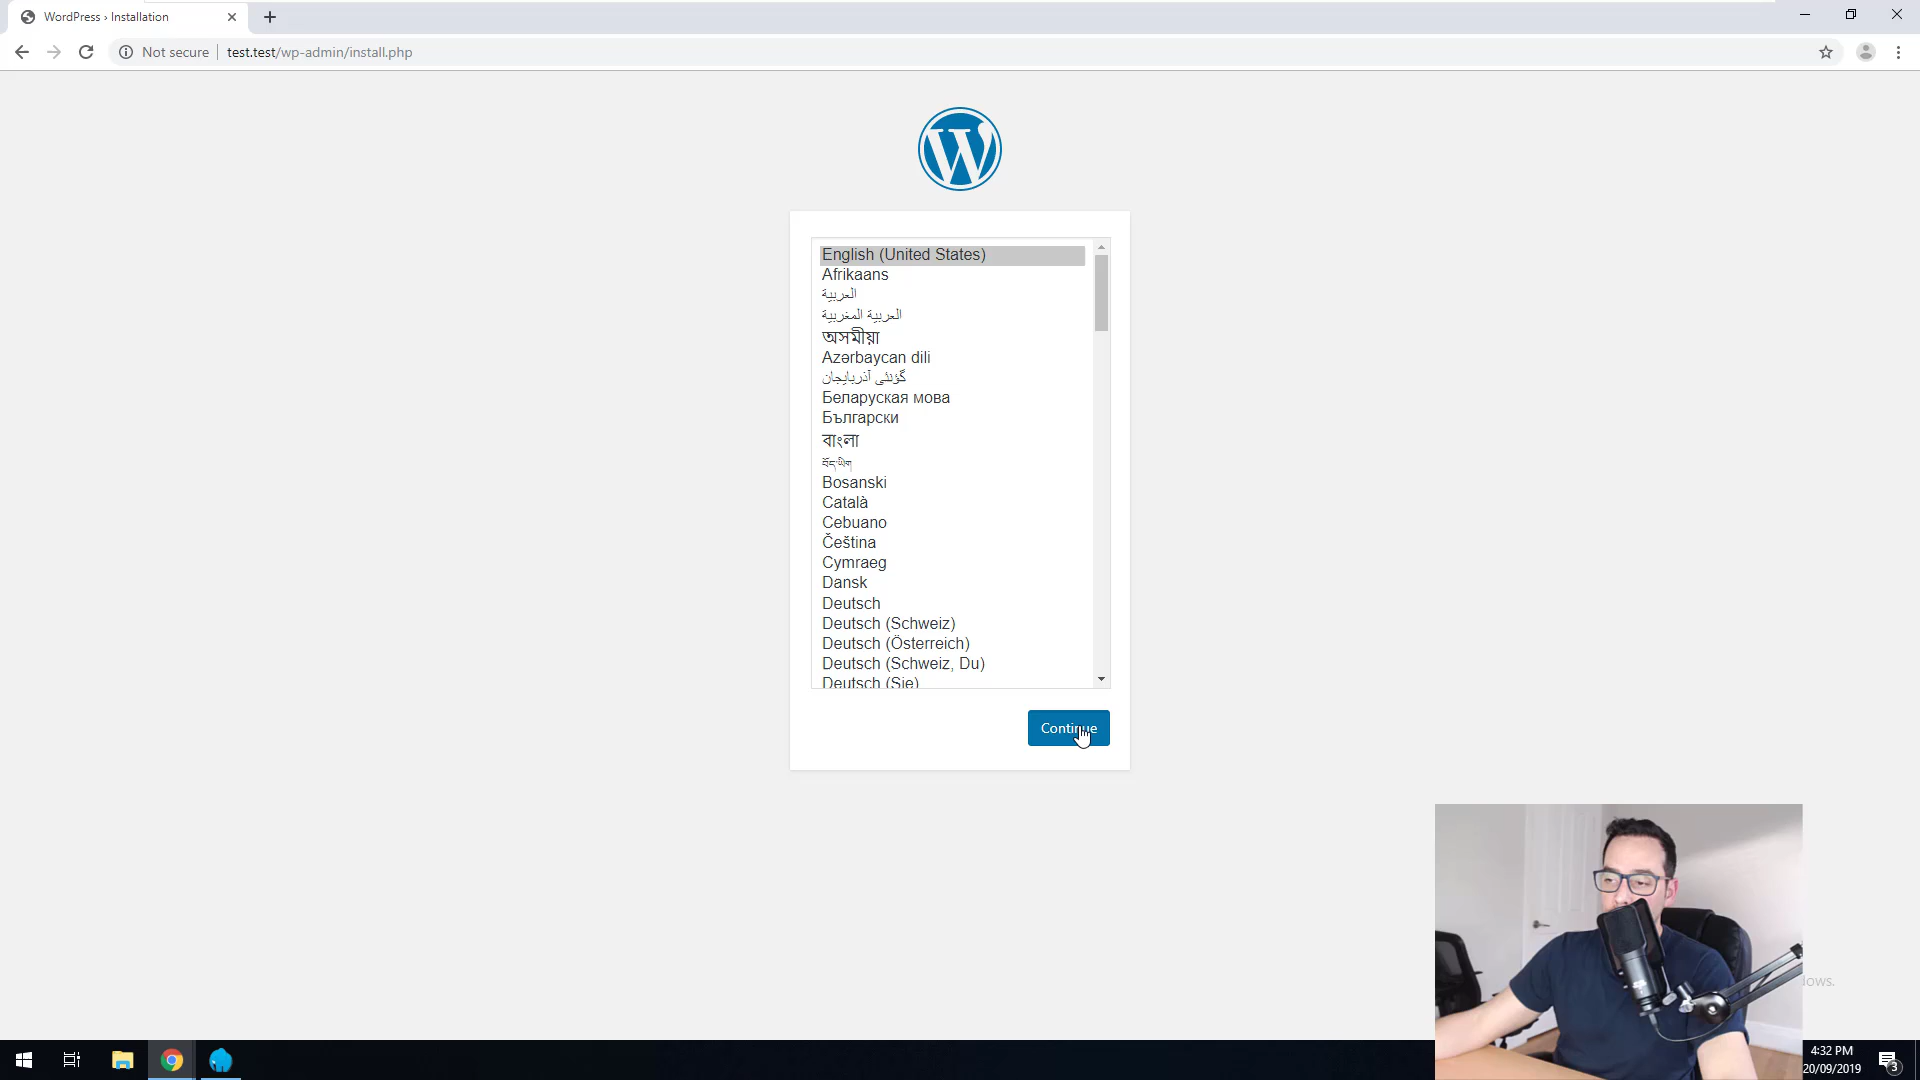 WordPress › Installation
Not secure
test.test/wp-admin/install.php
English (United States)
Afrikaans
العربية
العربية المغربية
অসমীয়া
Azərbaycan dili
گؤنئی آذربایجان
Беларуская мова
Български
বাংলা
བོད་ཡིག
Bosanski
Català
Cebuano
Čeština
Cymraeg
Dansk
Deutsch
Deutsch (Schweiz)
Deutsch (Österreich)
Deutsch (Schweiz, Du)
Deutsch (Sie)
Continue
4:32 PM
20/09/2019
3